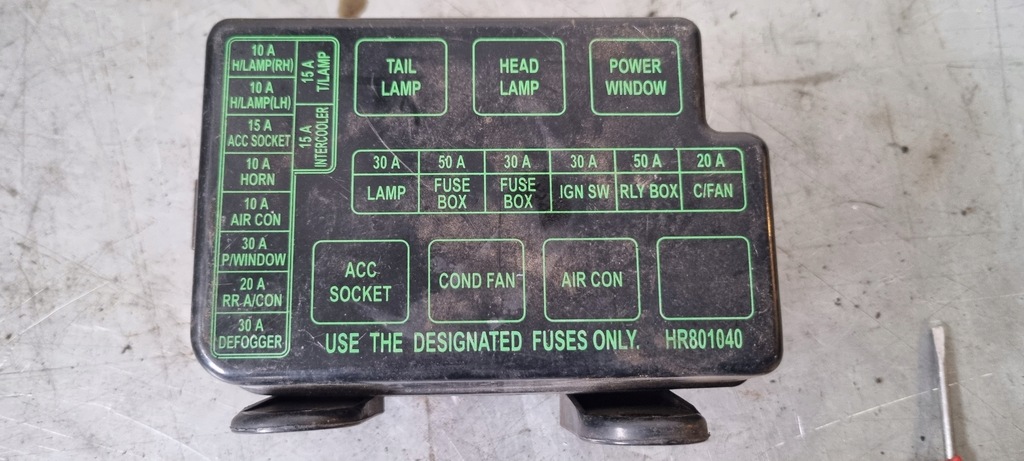 10 A
H/LAMP(RH)
10 A
H/LAMP(LH)
15 A
ACC SOCKET
10 A
HORN
10 A
AIR CON
30 A
P/WINDOW
20 A
RR.A/CON
30 A
DEFOGGER
15 A
T/LAMP
15 A
INTERCOOLER
TAIL
LAMP
HEAD
LAMP
POWER
WINDOW
30 A 50 A 30 A 30 A 50 A 20 A
LAMP FUSE BOX FUSE BOX IGN SW RLY BOX C/FAN
ACC
SOCKET
COND FAN
AIR CON
USE THE DESIGNATED FUSES ONLY. HR801040